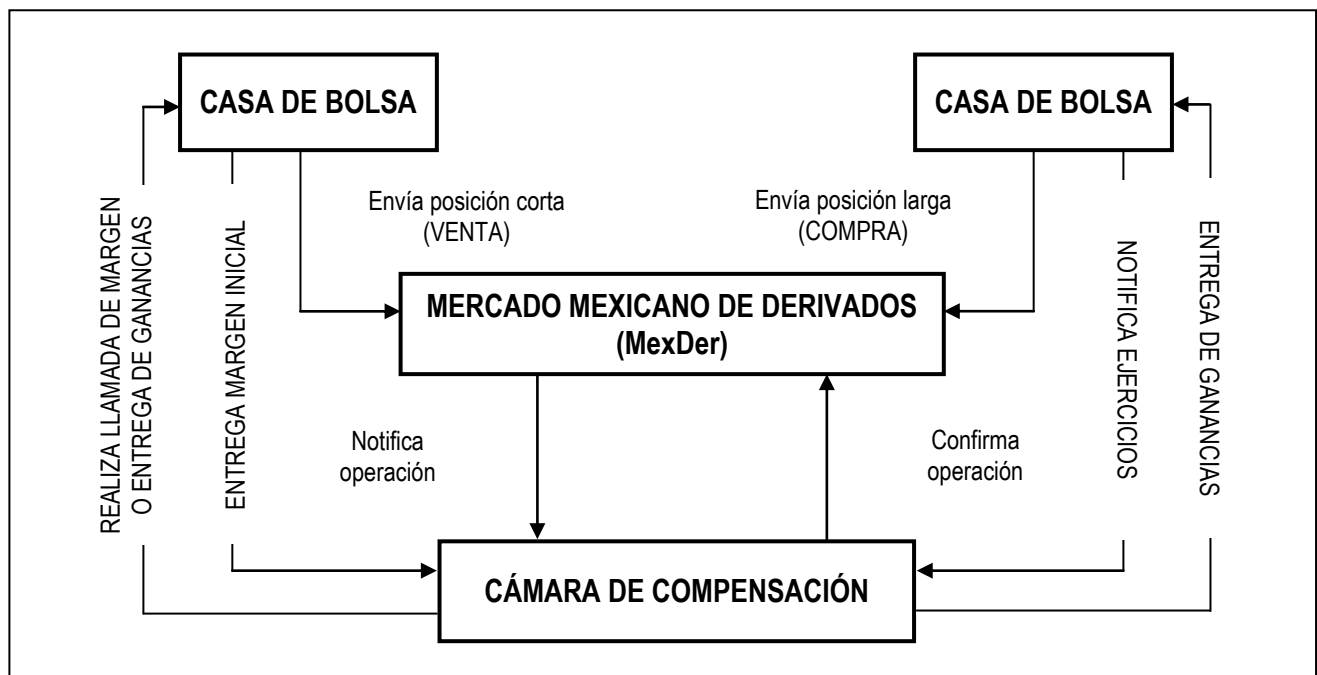 CASA DE BOLSA
CASA DE BOLSA
Envía posición corta
(VENTA)
Envía posición larga
(COMPRA)
REALIZA LLAMADA DE MARGEN
O ENTREGA DE GANANCIAS
ENTREGA MARGEN INICIAL
MERCADO MEXICANO DE DERIVADOS
(MexDer)
NOTIFICA EJERCICIOS
ENTREGA DE GANANCIAS
Notifica
operación
Confirma
operación
CÁMARA DE COMPENSACIÓN